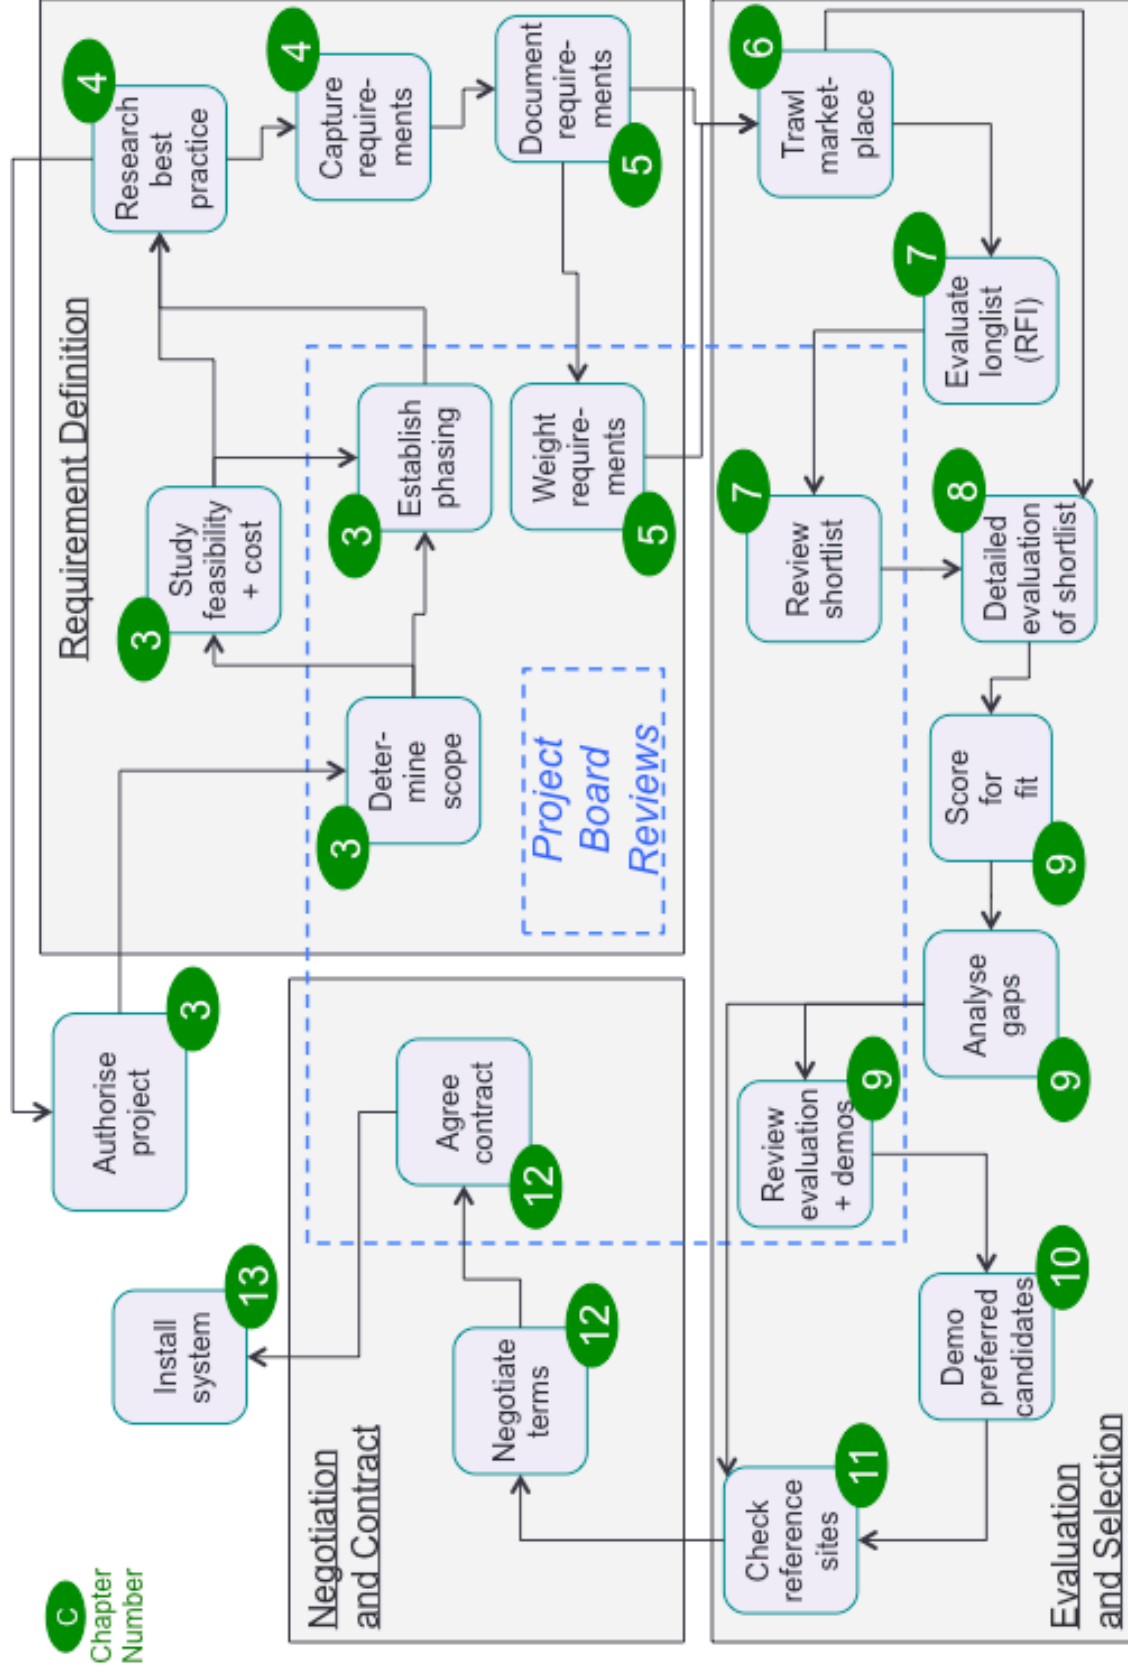 C
Chapter
Number
Authorise
project
3
Install
system
13
Requirement Definition
Study
feasibility
+ cost
3
Research
best
practice
4
Deter-
mine
scope
3
Establish
phasing
3
Capture
require-
ments
4
Document
require-
ments
5
Weight
require-
ments
5
Project
Board
Reviews
Negotiation
and Contract
Agree
contract
12
Negotiate
terms
12
Trawl
market-
place
6
Evaluate
longlist
(RFI)
7
Review
shortlist
7
Detailed
evaluation
of shortlist
8
Score
for
fit
9
Analyse
gaps
9
Review
evaluation
+ demos
9
Demo
preferred
candidates
10
Check
reference
sites
11
Evaluation
and Selection